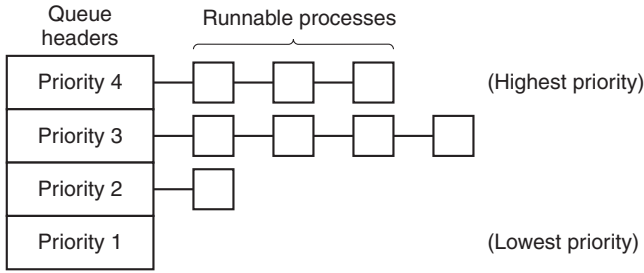 Queue
headers
Runnable processes
Priority 4
(Highest priority)
Priority 3
Priority 2
Priority 1
(Lowest priority)